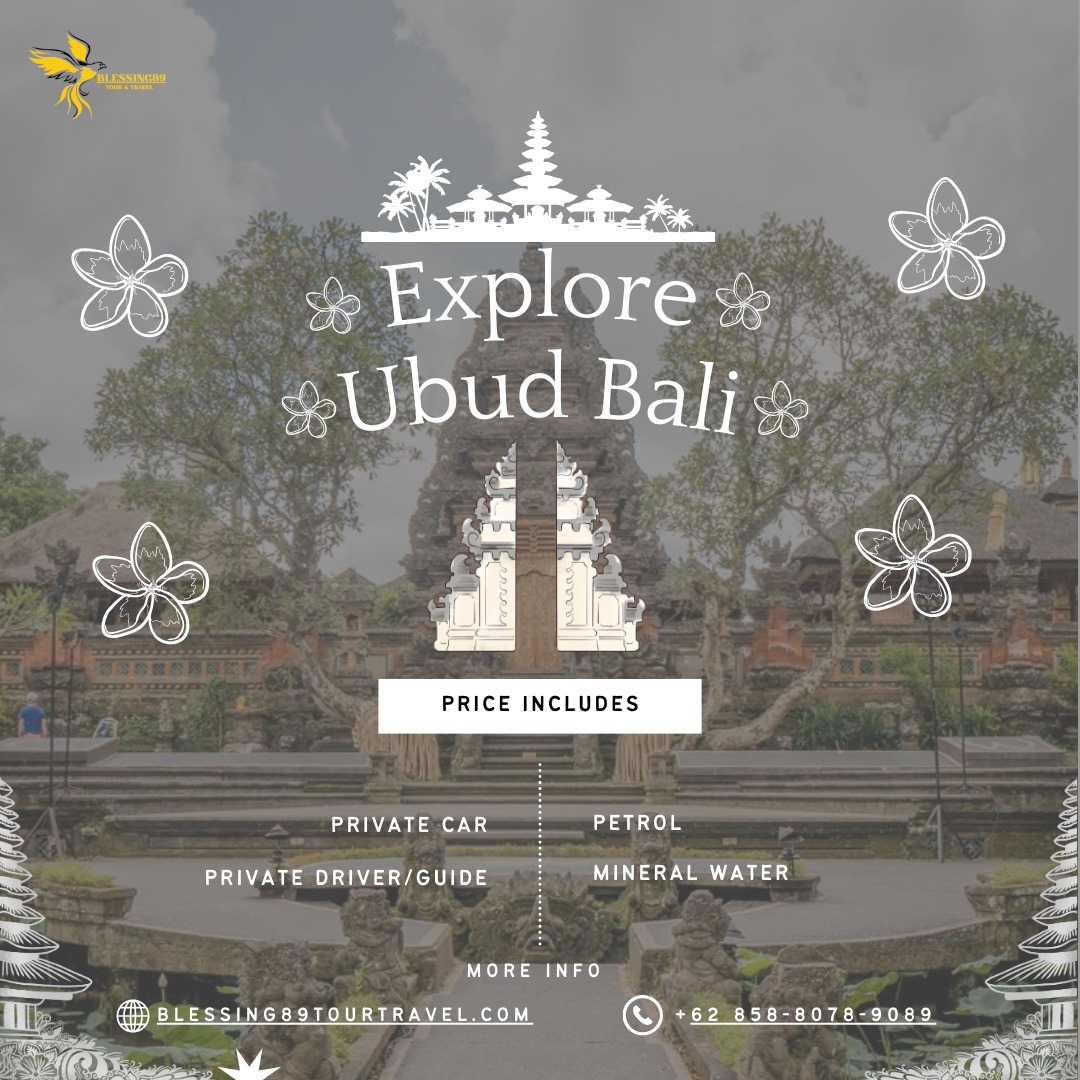 BLESSING89
TOUR & TRAVEL
Explore
Ubud Bali
PRICE INCLUDES
PRIVATE CAR
PRIVATE DRIVER/GUIDE
PETROL
MINERAL WATER
MORE INFO
BLESSING89TOURTRAVEL.COM
+62 858-8078-9089